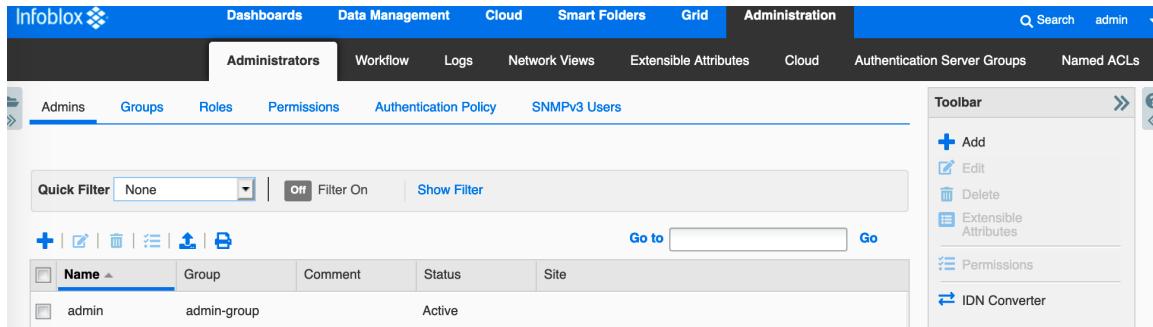 Infoblox Dashboards Data Management Cloud Smart Folders Grid Administration Search admin
Administrators Workflow Logs Network Views Extensible Attributes Cloud Authentication Server Groups Named ACLs
Admins Groups Roles Permissions Authentication Policy SNMPv3 Users
Toolbar
Add
Edit
Delete
Extensible
Attributes
Permissions
IDN Converter
Quick Filter None Off Filter On Show Filter
Go to Go
Name Group Comment Status Site
admin admin-group Active